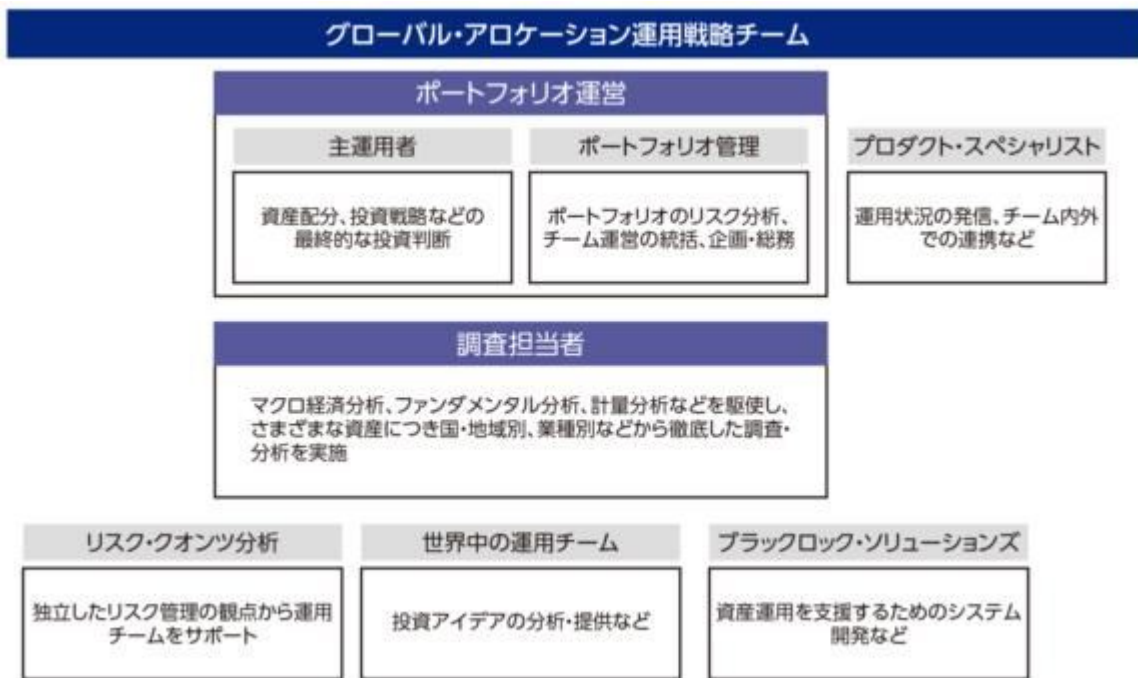 グローバル・アロケーション運用戦略チーム
ポートフォリオ運営
主運用者
資産配分、投資戦略などの
最終的な投資判断
ポートフォリオ管理
ポートフォリオのリスク分析、
チーム運営の統括、企画・総務
プロダクト・スペシャリスト
運用状況の発信、チーム内外
での連携など
調査担当者
マクロ経済分析、ファンダメンタル分析、計量分析などを駆使し、
さまざまな資産につき国・地域別、業種別などから徹底した調査・
分析を実施
リスク・クオンツ分析
独立したリスク管理の観点から運用
チームをサポート
世界中の運用チーム
投資アイデアの分析・提供など
ブラックロック・ソリューションズ
資産運用を支援するためのシステム
開発など